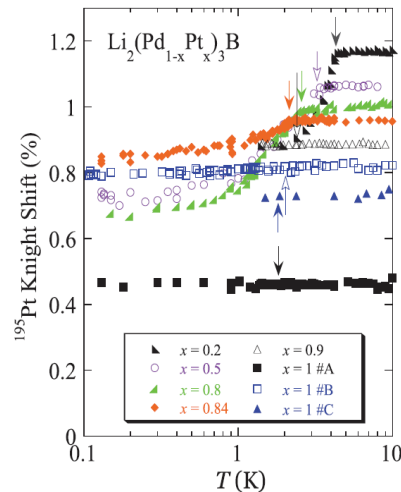 Li2(Pd1-xPtx)3B
1.2
1
0.8
0.6
0.4
0.2
0
195Pt Knight Shift (%)
x = 0.2
x = 0.5
x = 0.8
x = 0.84
x = 0.9
x = 1 #A
x = 1 #B
x = 1 #C
0.1
1
10
T (K)